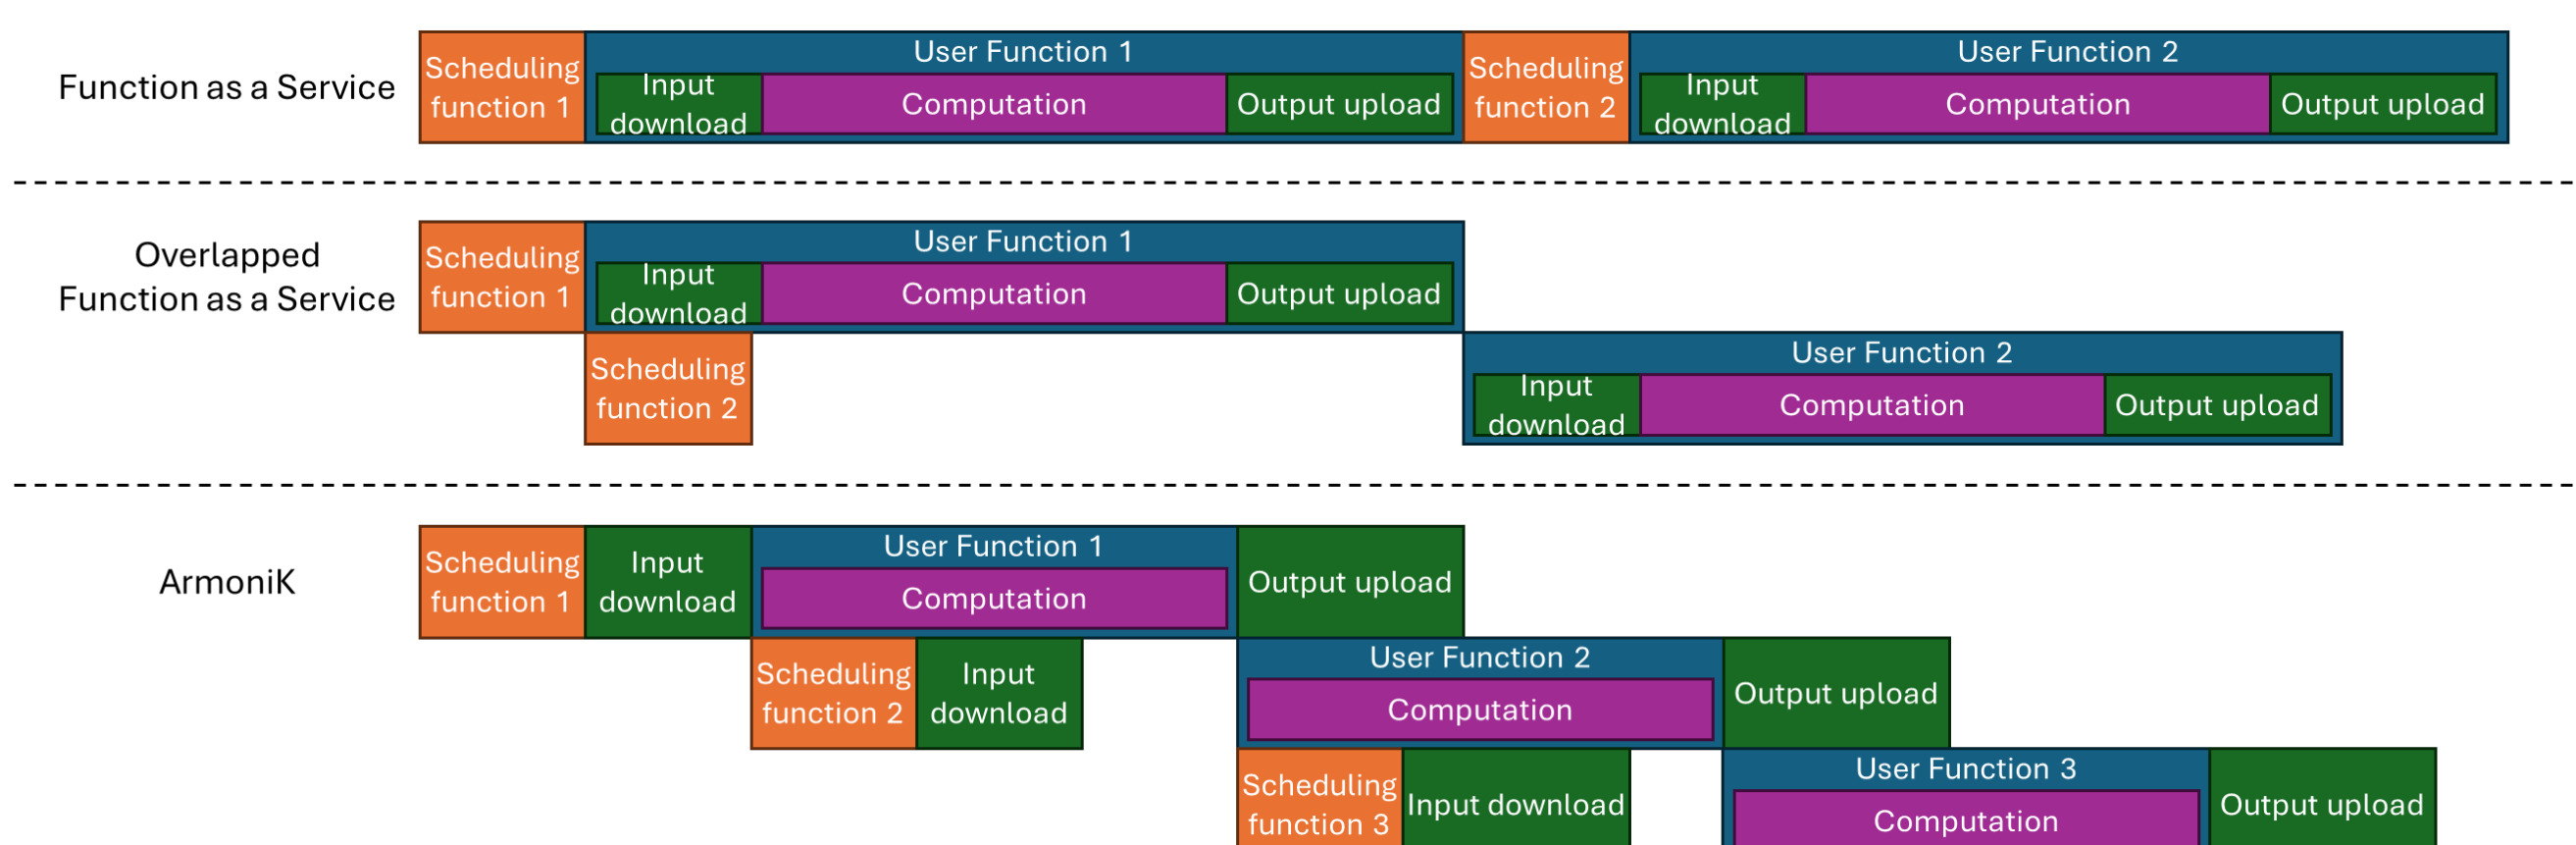 Function as a Service
Scheduling
function 1
User Function 1
Input
download
Computation
Output upload
Scheduling
function 2
User Function 2
Input
download
Computation
Output upload
Overlapped
Function as a Service
Scheduling
function 1
User Function 1
Input
download
Computation
Output upload
Scheduling
function 2
User Function 2
Input
download
Computation
Output upload
ArmoniK
Scheduling
function 1
Input
download
User Function 1
Computation
Output upload
Scheduling
function 2
Input
download
User Function 2
Computation
Output upload
Scheduling
function 3
Input download
User Function 3
Computation
Output upload